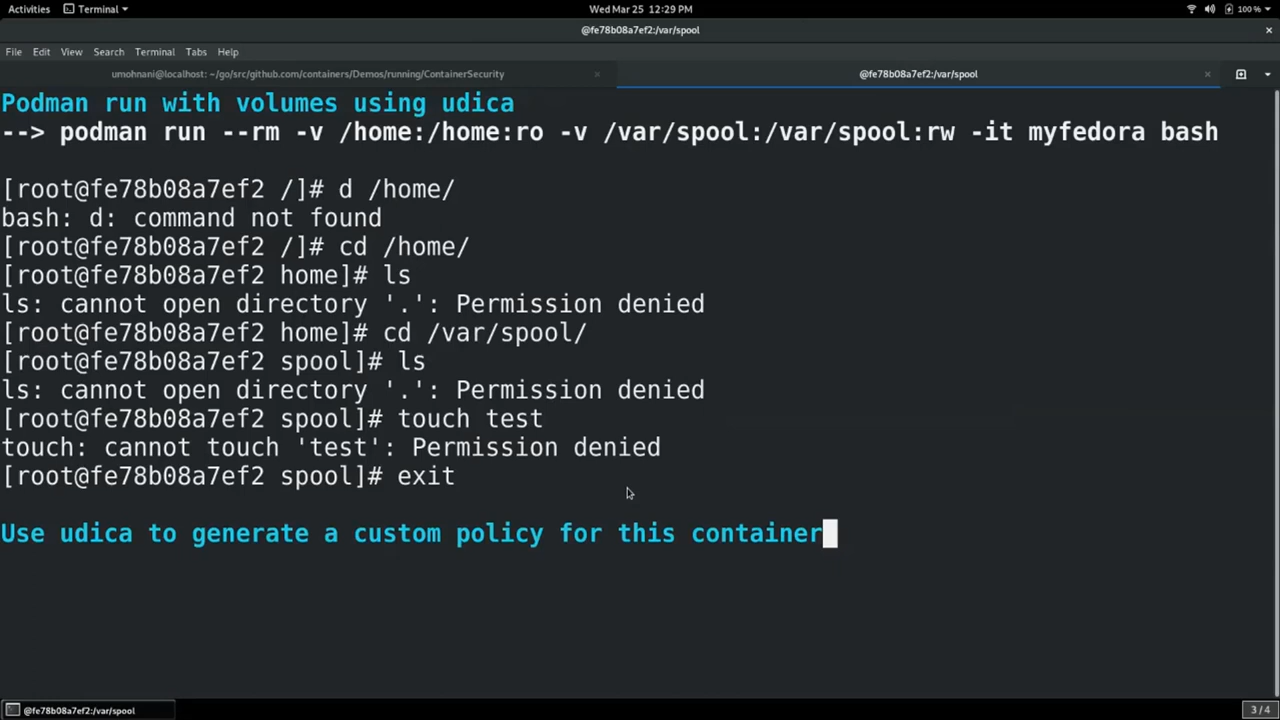 Activities Terminal Wed Mar 25 12:29 PM 100 %
@fe78b08a7ef2:/var/spool
File Edit View Search Terminal Tabs Help
umohnani@localhost: ~/go/src/github.com/containers/Demos/running/ContainerSecurity @fe78b08a7ef2:/var/spool
Podman run with volumes using udica
--> podman run --rm -v /home:/home:ro -v /var/spool:/var/spool:rw -it myfedora bash
[root@fe78b08a7ef2 /]# d /home/
bash: d: command not found
[root@fe78b08a7ef2 /]# cd /home/
[root@fe78b08a7ef2 home]# ls
ls: cannot open directory '.': Permission denied
[root@fe78b08a7ef2 home]# cd /var/spool/
[root@fe78b08a7ef2 spool]# ls
ls: cannot open directory '.': Permission denied
[root@fe78b08a7ef2 spool]# touch test
touch: cannot touch 'test': Permission denied
[root@fe78b08a7ef2 spool]# exit
Use udica to generate a custom policy for this container
@fe78b08a7ef2:/var/spool 3 / 4